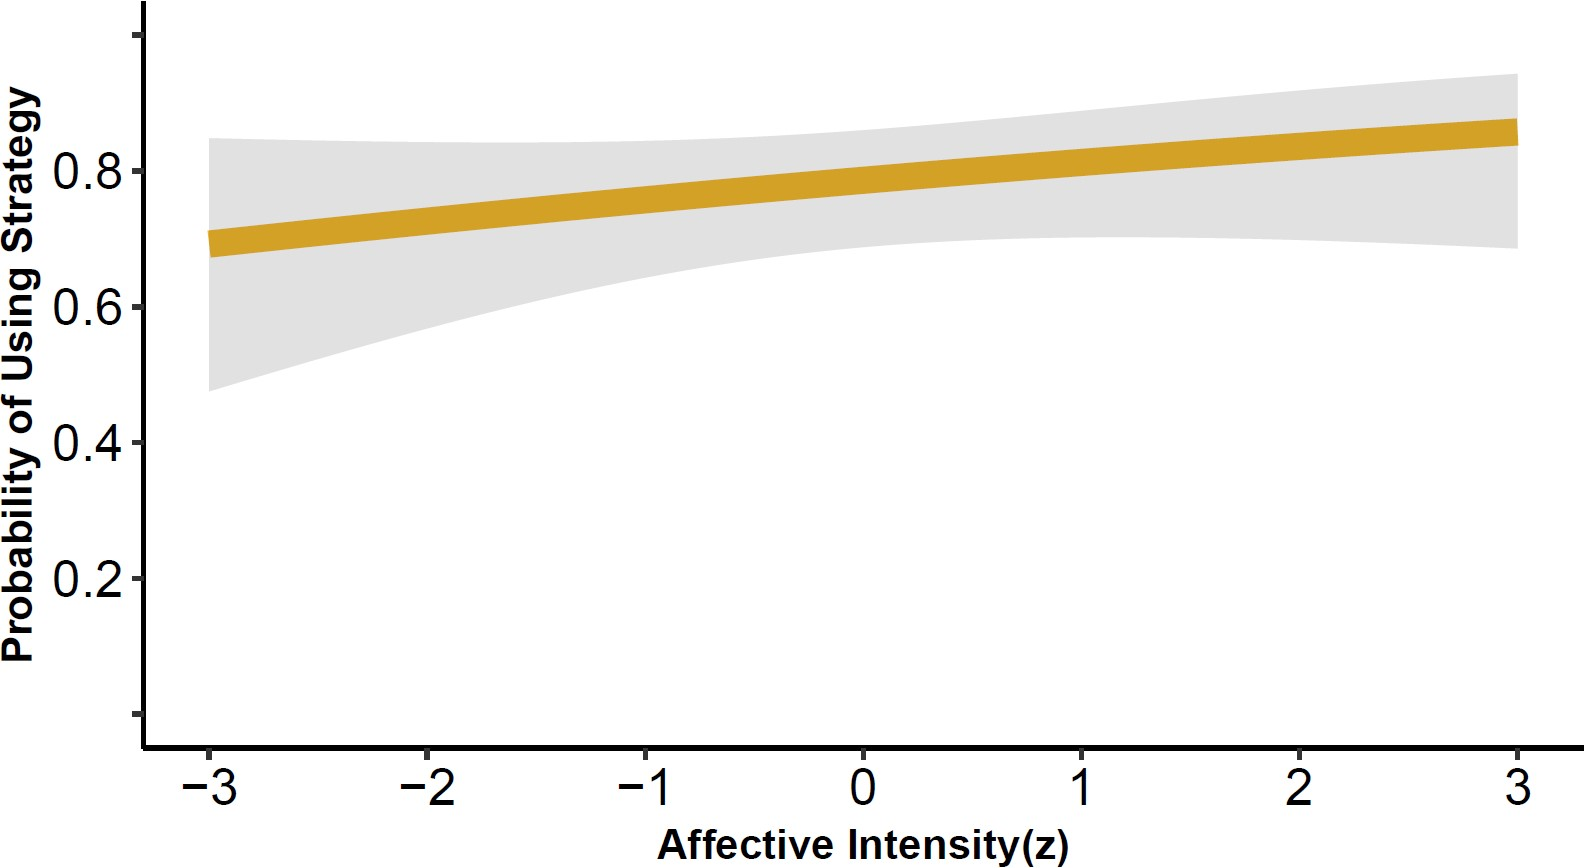 Probability of Using Strategy
0.8
0.6
0.4
0.2
−3 −2 −1 0 1 2 3
Affective Intensity(z)